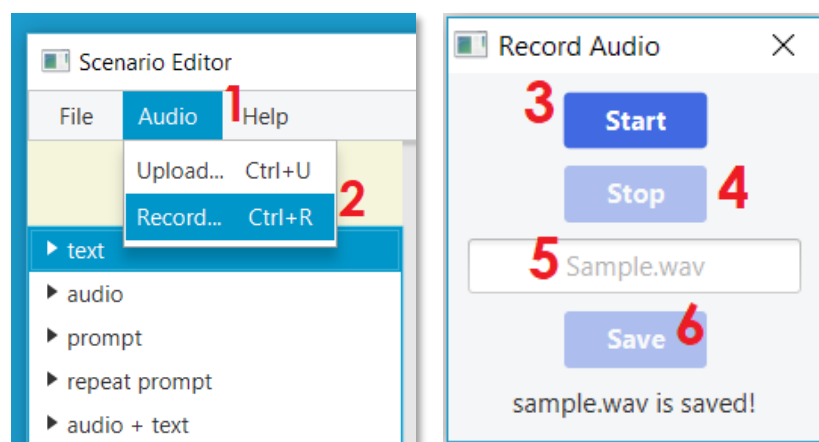 Scenario Editor
File Audio 1 Help
Upload... Ctrl+U
Record... Ctrl+R 2
text
audio
prompt
repeat prompt
audio + text
Record Audio
3 Start
Stop 4
5 Sample.wav
Save 6
sample.wav is saved!